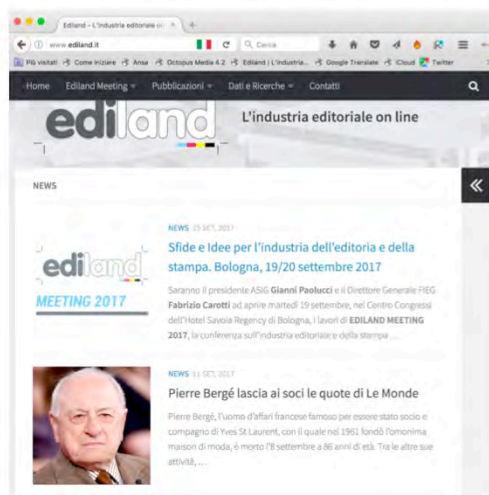 Ediland - L'industria editoriale
www.ediland.it
Cerca
Più visitati Come iniziare Ansa Octopus Media 4.2 Ediland | L'industria... Google Translate iCloud Twitter
Home Ediland Meeting Pubblicazioni Dati e Ricerche Contatti
ediland
L'industria editoriale on line
NEWS
NEWS 15 SET, 2017
Sfide e Idee per l'industria dell'editoria e della
stampa. Bologna, 19/20 settembre 2017
ediland
MEETING 2017
Saranno il presidente ASIG Gianni Paolucci e il Direttore Generale FIEG
Fabrizio Carotti ad aprire martedì 19 settembre, nel Centro Congressi
dell'Hotel Savoia Regency di Bologna, i lavori di EDILAND MEETING
2017, la conferenza sull'industria editoriale e della stampa ...
NEWS 11 SET, 2017
Pierre Bergé lascia ai soci le quote di Le Monde
Pierre Bergé, l'uomo d'affari francese famoso per essere stato socio e
compagno di Yves St Laurent, con il quale nel 1961 fondò l'omonima
maison di moda, è morto l'8 settembre a 86 anni di età. Tra le altre sue
attività, ...